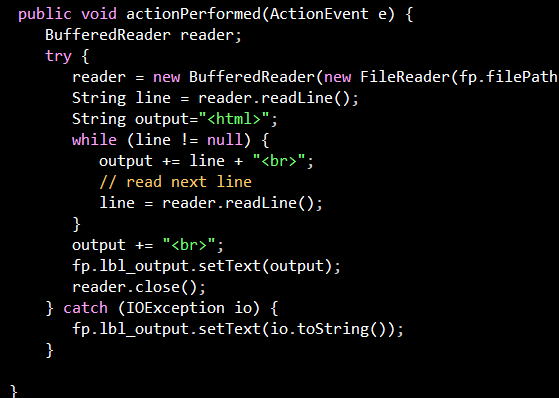 public void actionPerformed(ActionEvent e) {
BufferedReader reader;
try {
reader = new BufferedReader(new FileReader(fp.filePath
String line = reader.readLine();
String output="<html>";
while (line != null) {
output += line + "<br>";
// read next line
line = reader.readLine();
}
output += "<br>";
fp.lbl_output.setText(output);
reader.close();
} catch (IOException io) {
fp.lbl_output.setText(io.toString());
}
}